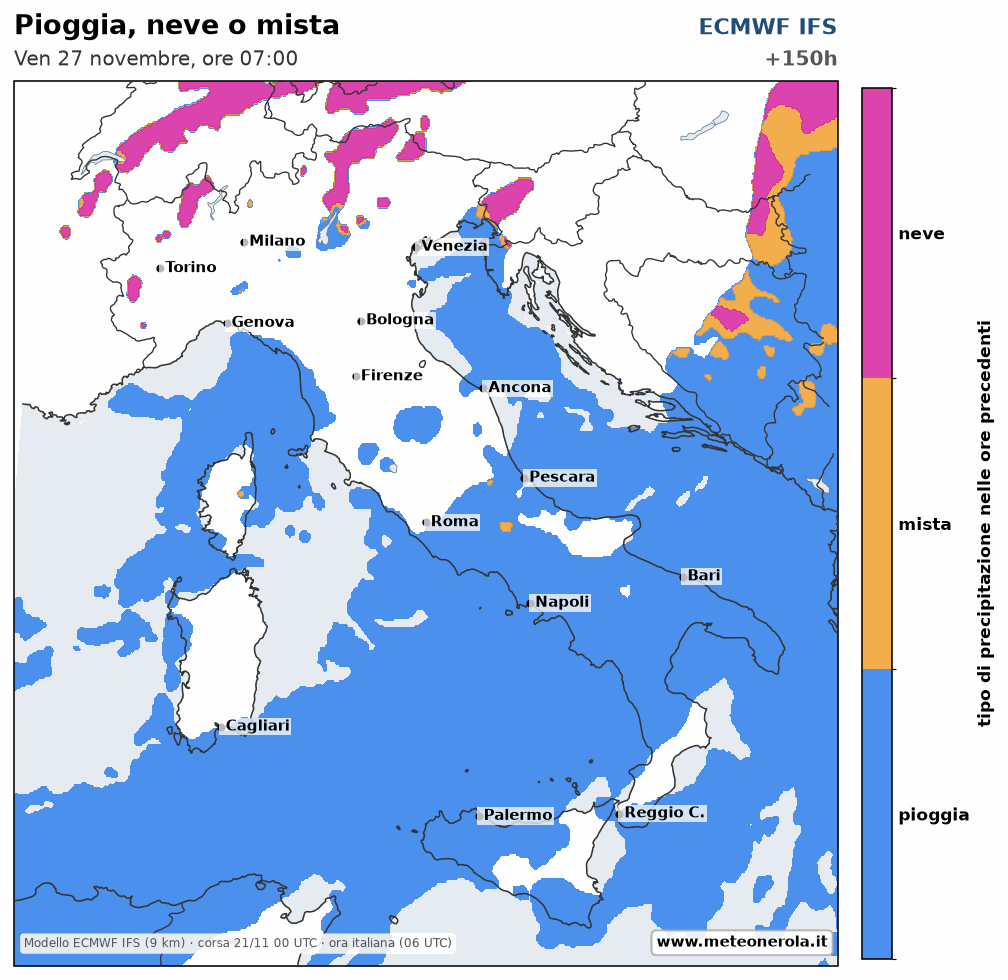 Pioggia, neve o mista
ECMWF IFS
Ven 27 novembre, ore 07:00
+150h
Milano
Venezia
Torino
Genova
Bologna
Firenze
Ancona
Pescara
Roma
Bari
Napoli
Cagliari
Palermo
Reggio C.
neve
mista
pioggia
tipo di precipitazione nelle ore precedenti
Modello ECMWF IFS (9 km) · corsa 21/11 00 UTC · ora italiana (06 UTC)
www.meteonerola.it